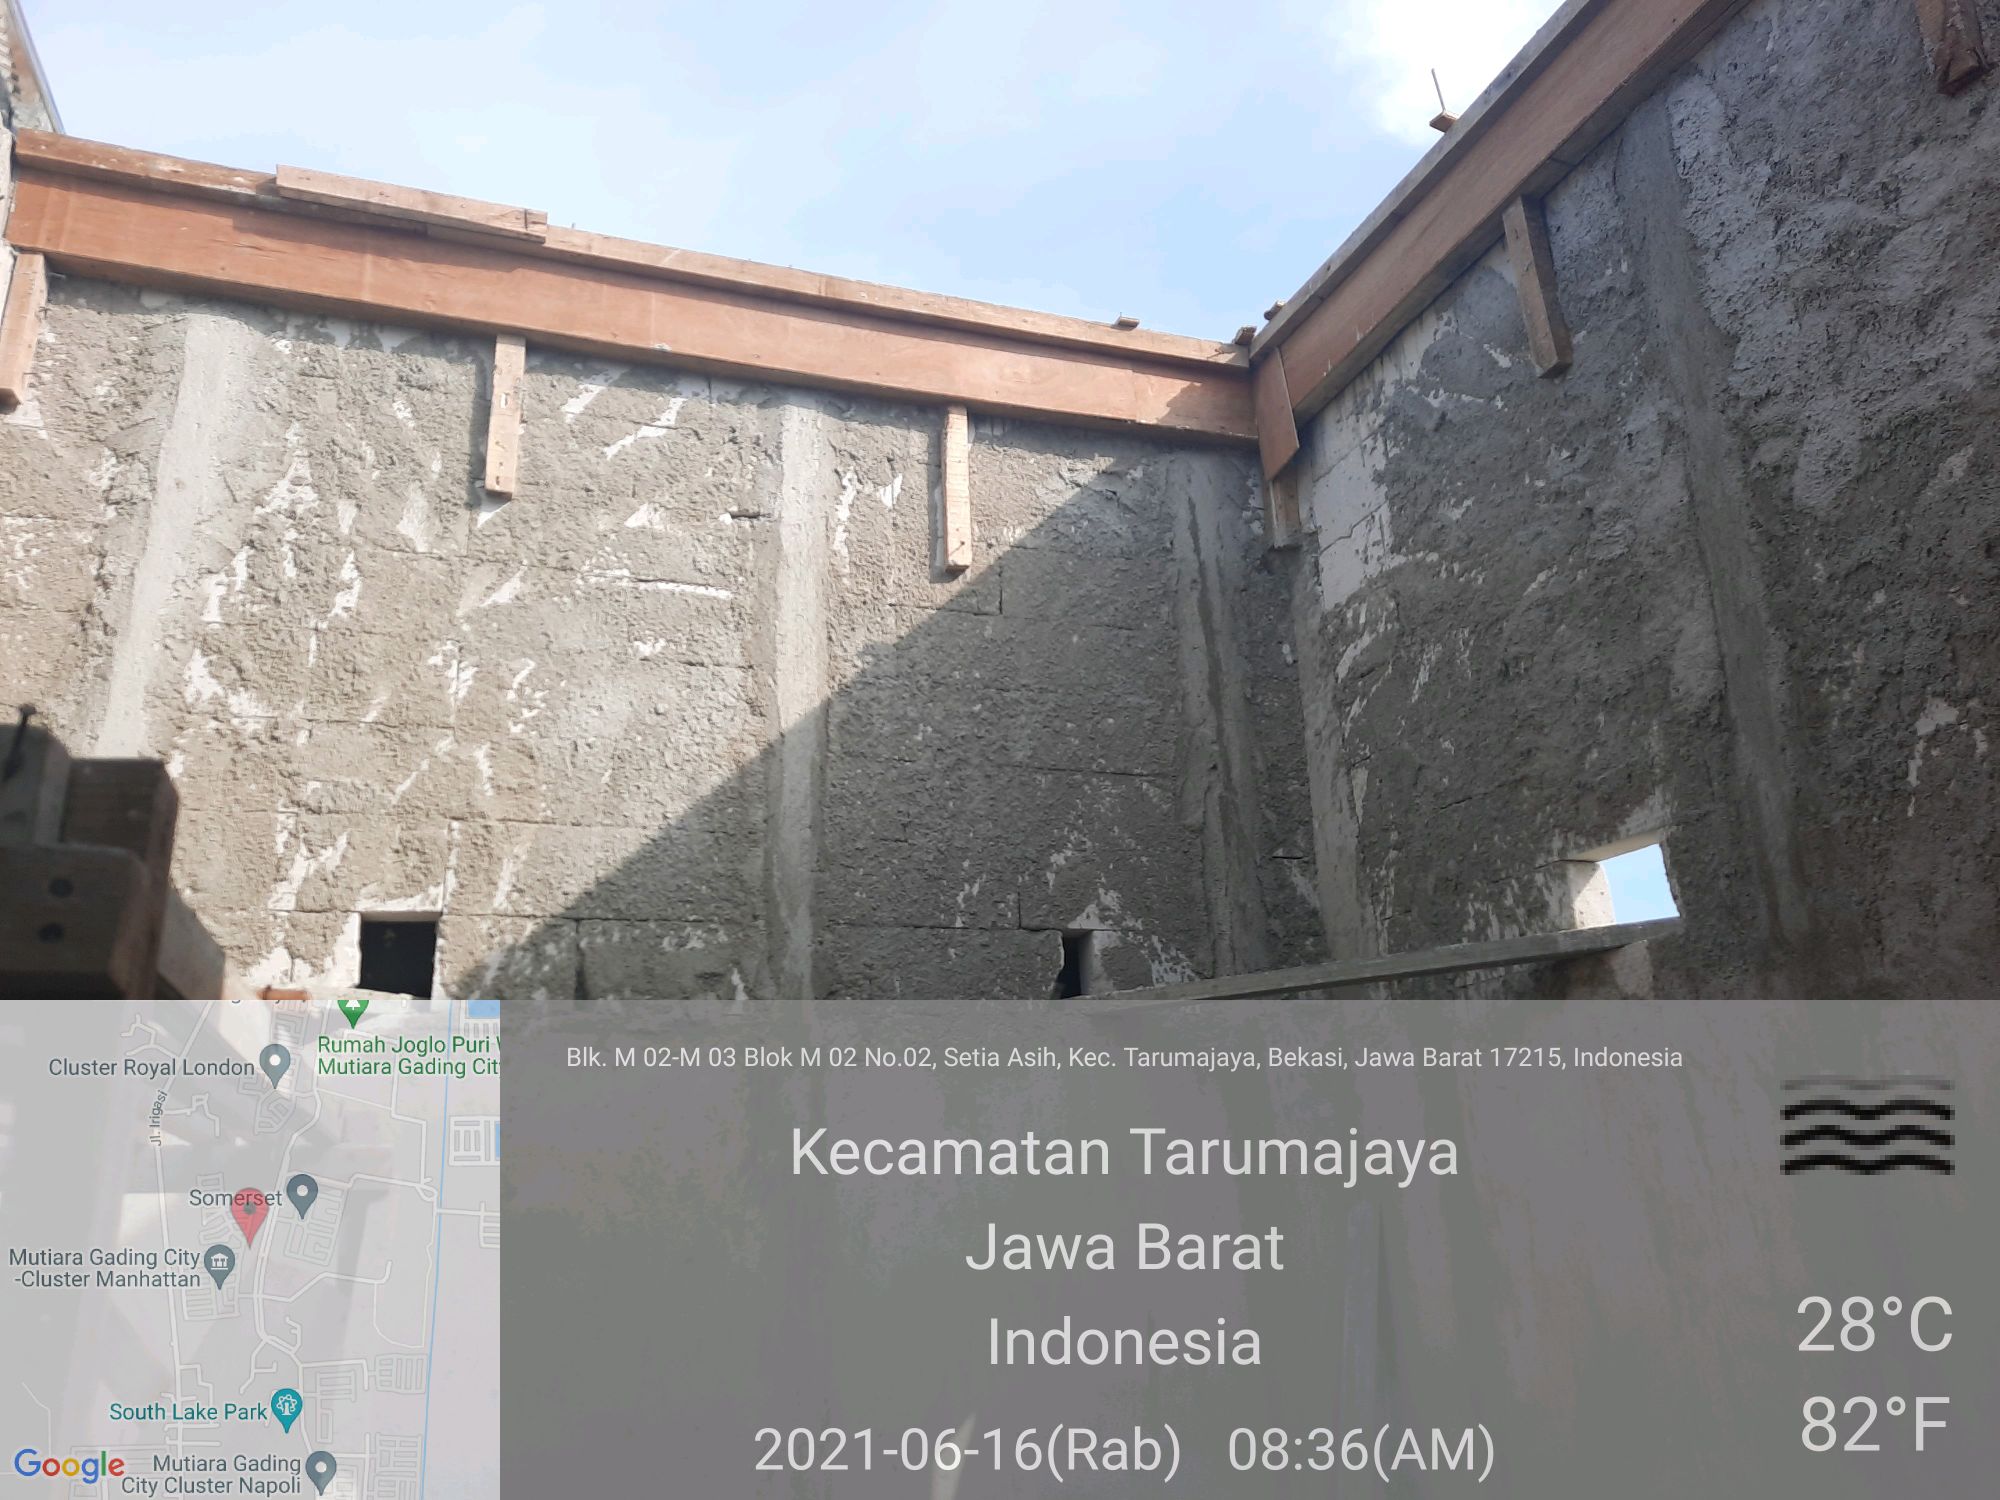 Blk. M 02-M 03 Blok M 02 No.02, Setia Asih, Kec. Tarumajaya, Bekasi, Jawa Barat 17215, Indonesia
Kecamatan Tarumajaya
Jawa Barat
Indonesia
2021-06-16(Rab) 08:36(AM)
28°C
82°F
Rumah Joglo Puri
Mutiara Gading City
Cluster Royal London
Jl. Irigasi
Somerset
Mutiara Gading City
-Cluster Manhattan
South Lake Park
Mutiara Gading
City Cluster Napoli
Google